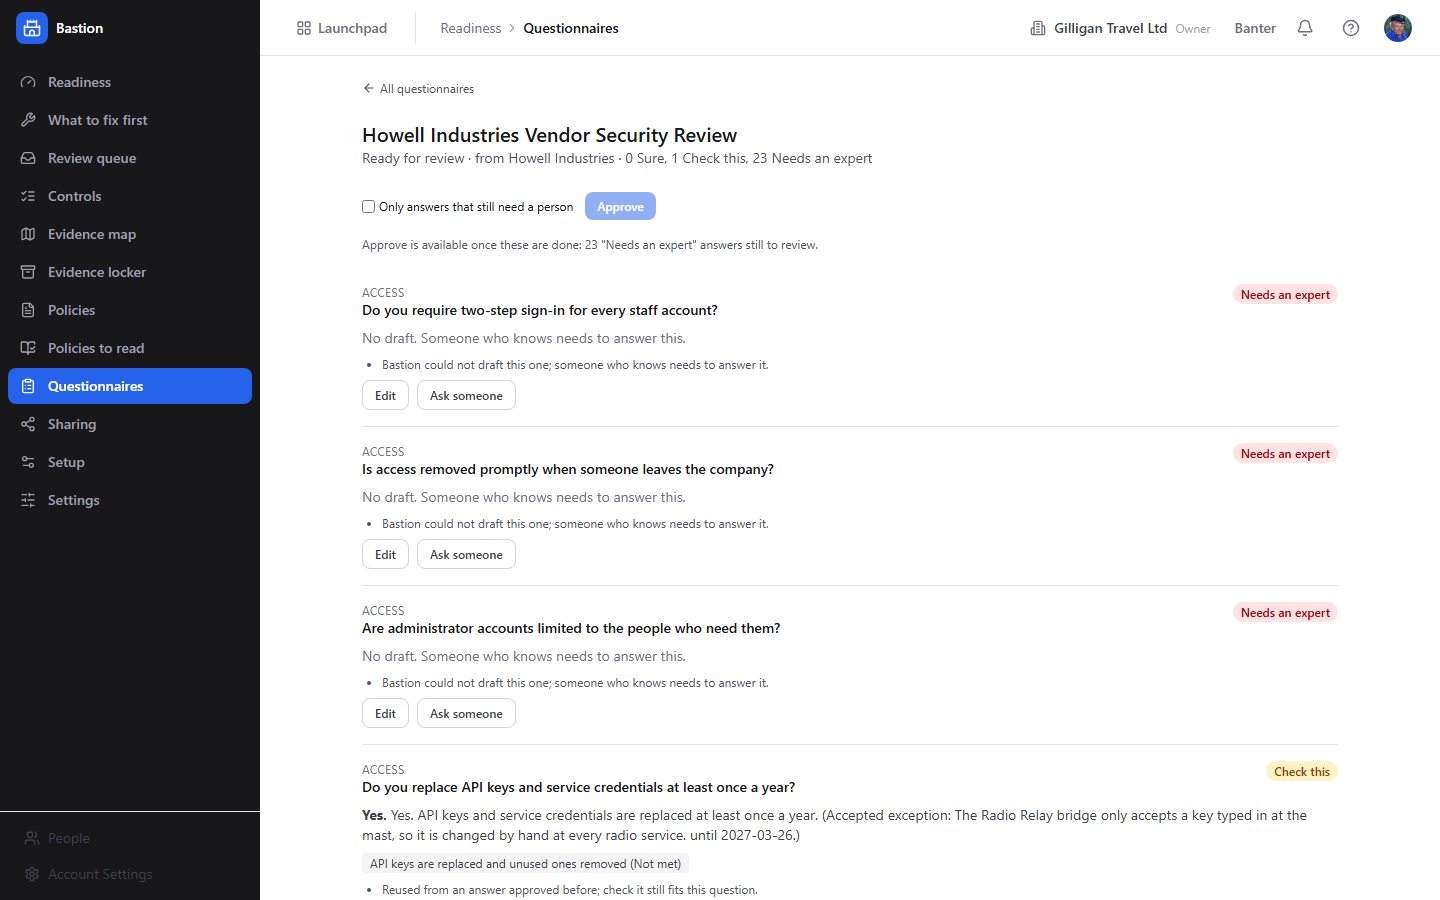 Bastion
Launchpad
Readiness > Questionnaires
Gilligan Travel Ltd Owner
Banter
Readiness
What to fix first
Review queue
Controls
Evidence map
Evidence locker
Policies
Policies to read
Questionnaires
Sharing
Setup
Settings
People
Account Settings
All questionnaires
Howell Industries Vendor Security Review
Ready for review · from Howell Industries · 0 Sure, 1 Check this, 23 Needs an expert
Only answers that still need a person
Approve
Approve is available once these are done: 23 "Needs an expert" answers still to review.
ACCESS
Needs an expert
Do you require two-step sign-in for every staff account?
No draft. Someone who knows needs to answer this.
• Bastion could not draft this one; someone who knows needs to answer it.
Edit
Ask someone
ACCESS
Needs an expert
Is access removed promptly when someone leaves the company?
No draft. Someone who knows needs to answer this.
• Bastion could not draft this one; someone who knows needs to answer it.
Edit
Ask someone
ACCESS
Needs an expert
Are administrator accounts limited to the people who need them?
No draft. Someone who knows needs to answer this.
• Bastion could not draft this one; someone who knows needs to answer it.
Edit
Ask someone
ACCESS
Check this
Do you replace API keys and service credentials at least once a year?
Yes. Yes. API keys and service credentials are replaced at least once a year. (Accepted exception: The Radio Relay bridge only accepts a key typed in at the
mast, so it is changed by hand at every radio service. until 2027-03-26.)
API keys are replaced and unused ones removed (Not met)
• Reused from an answer approved before; check it still fits this question.